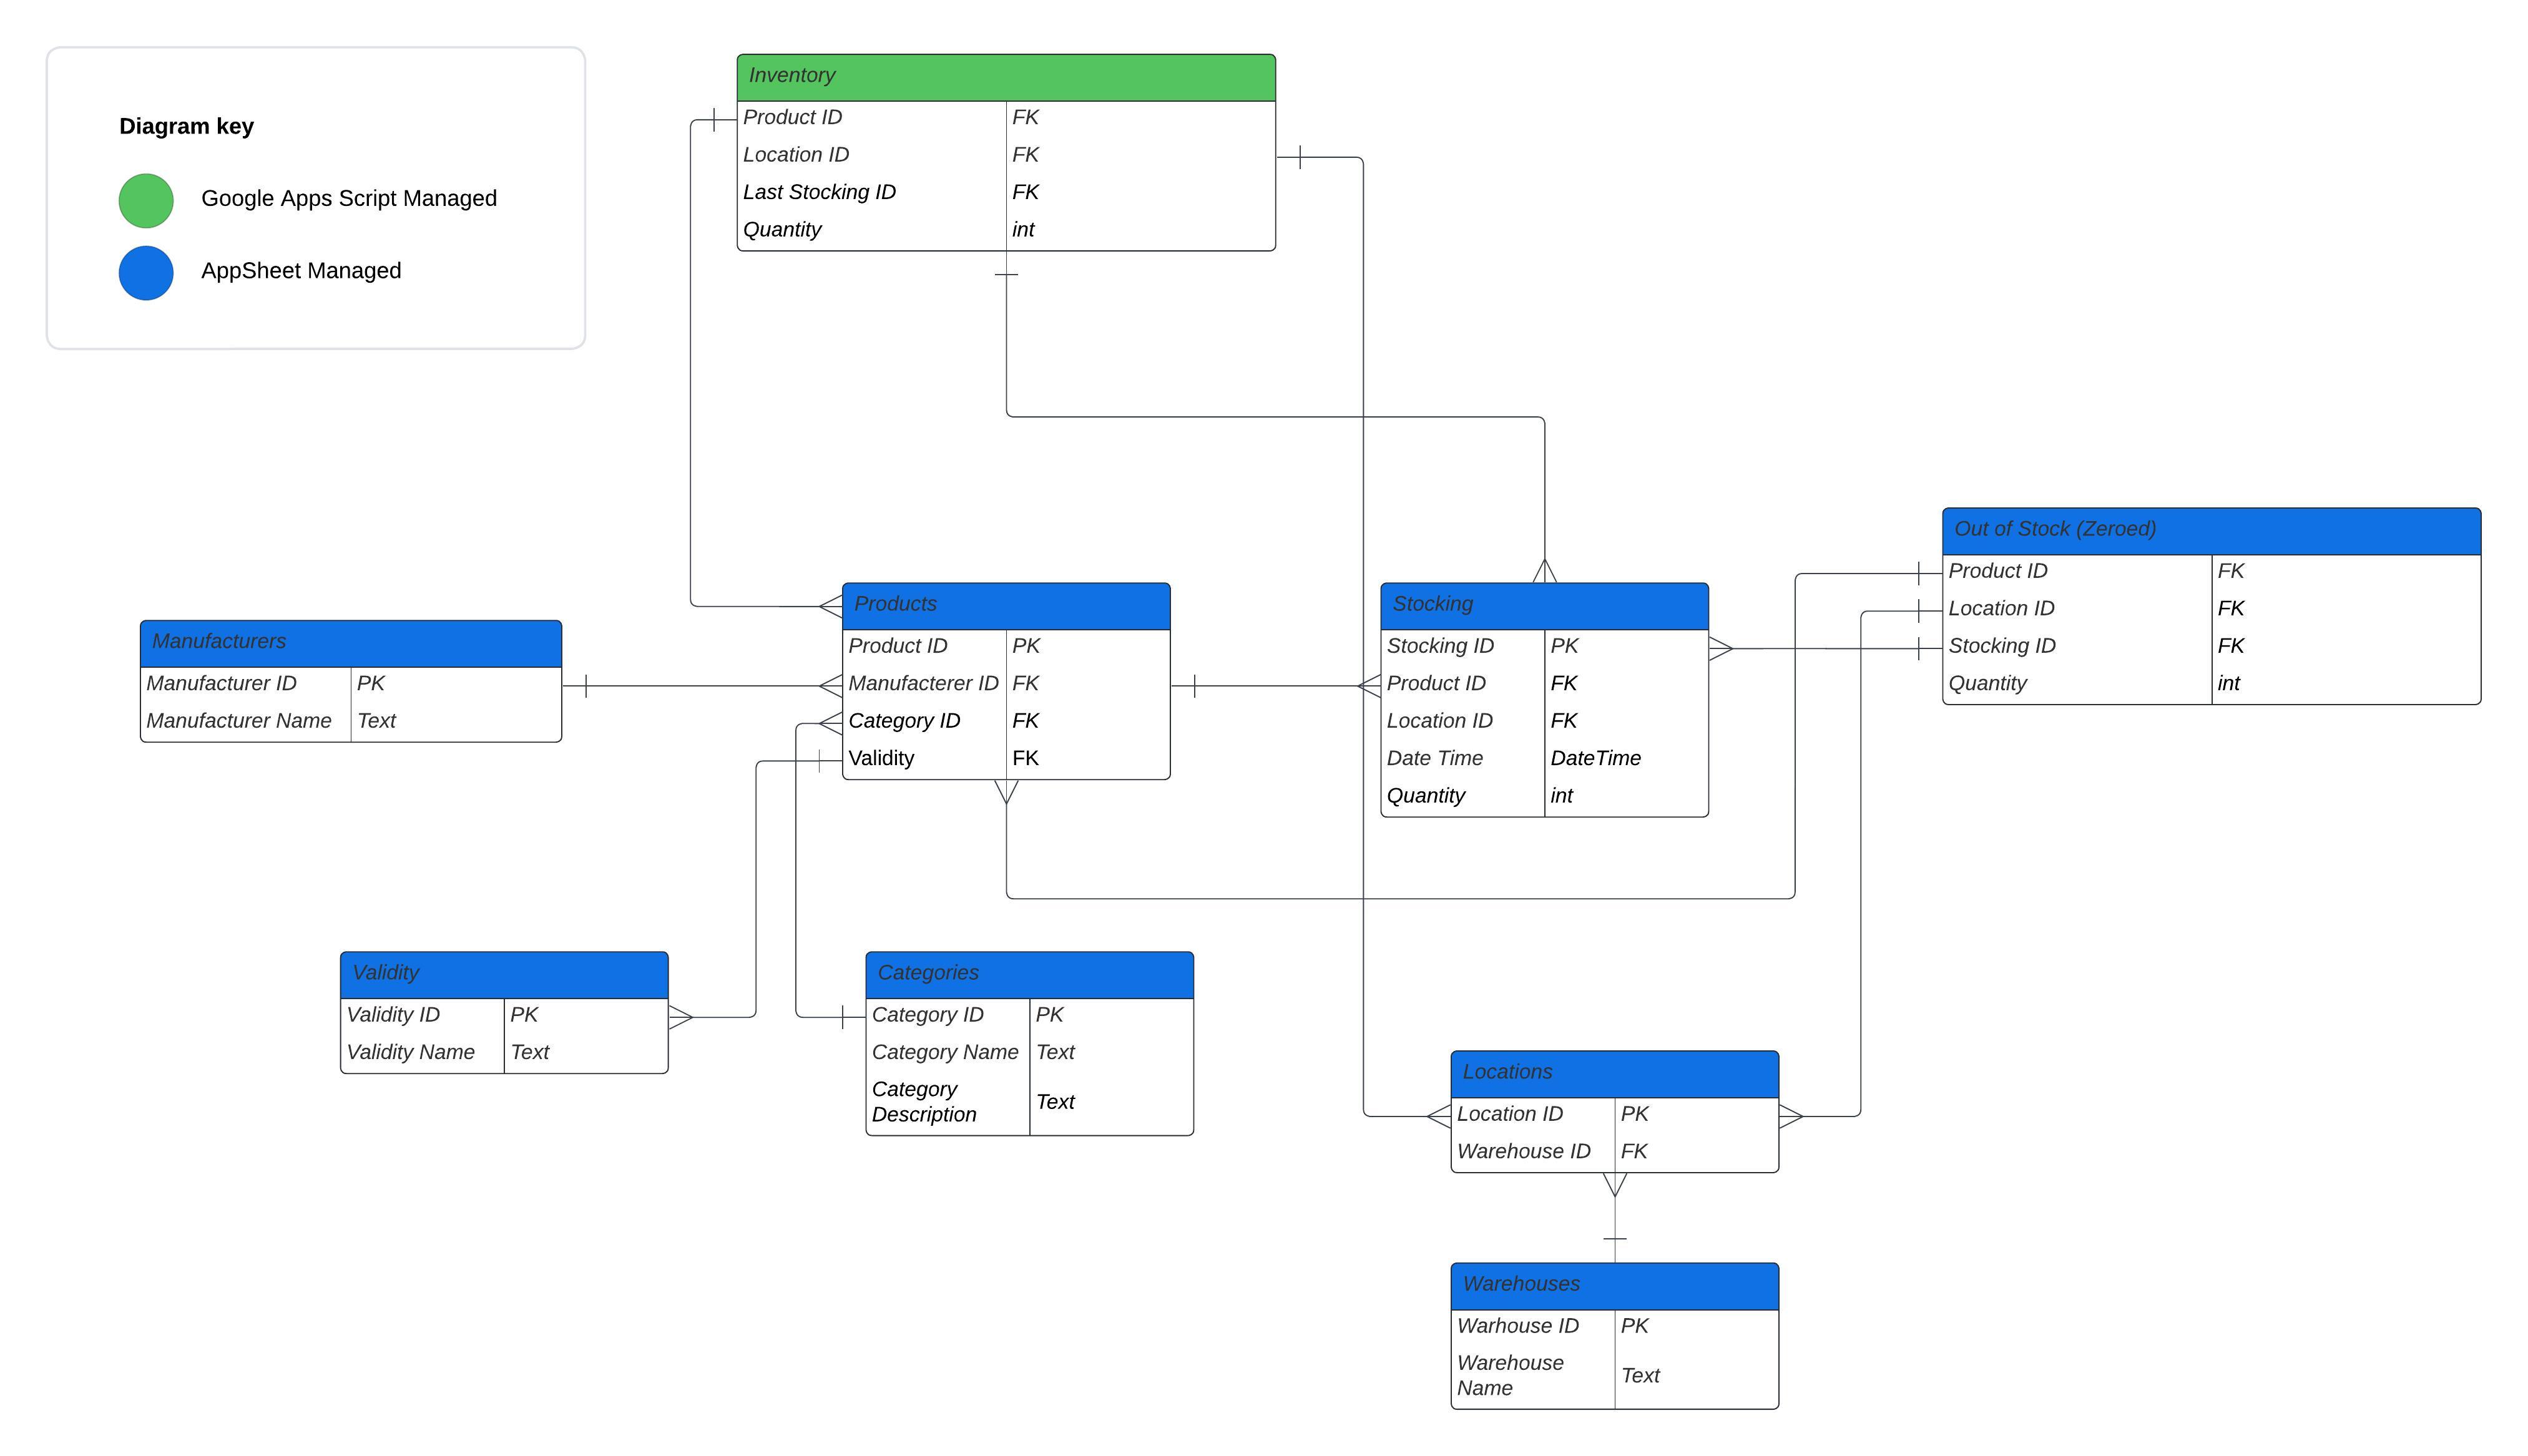 Diagram key
Google Apps Script Managed
AppSheet Managed
Inventory
Product ID FK
Location ID FK
Last Stocking ID FK
Quantity int
Out of Stock (Zeroed)
Product ID FK
Location ID FK
Stocking ID FK
Quantity int
Manufacturers
Manufacturer ID PK
Manufacturer Name Text
Products
Product ID PK
Manufacterer ID FK
Category ID FK
Validity FK
Stocking
Stocking ID PK
Product ID FK
Location ID FK
Date Time DateTime
Quantity int
Validity
Validity ID PK
Validity Name Text
Categories
Category ID PK
Category Name Text
Category
Description Text
Locations
Location ID PK
Warehouse ID FK
Warehouses
Warhouse ID PK
Warehouse
Name Text